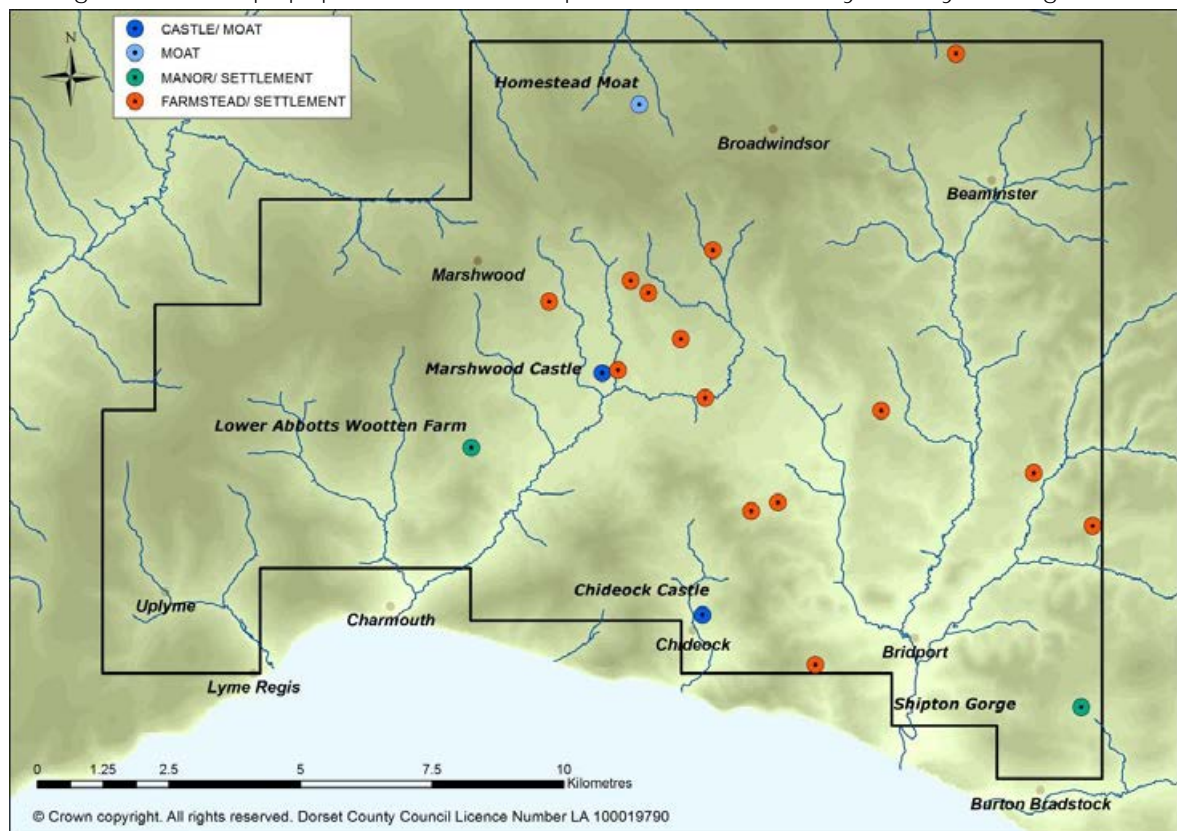 N
CASTLE/ MOAT
MOAT
MANOR/ SETTLEMENT
FARMSTEAD/ SETTLEMENT
Homestead Moat
Broadwindsor
Beaminster
Marshwood
Marshwood Castle
Lower Abbotts Wootten Farm
Chideock Castle
Uplyme
Charmouth
Chideock
Bridport
Lyme Regis
Shipton Gorge
0 1.25 2.5 5 7.5 10
Kilometres
Burton Bradstock
© Crown copyright. All rights reserved. Dorset County Council Licence Number LA 100019790